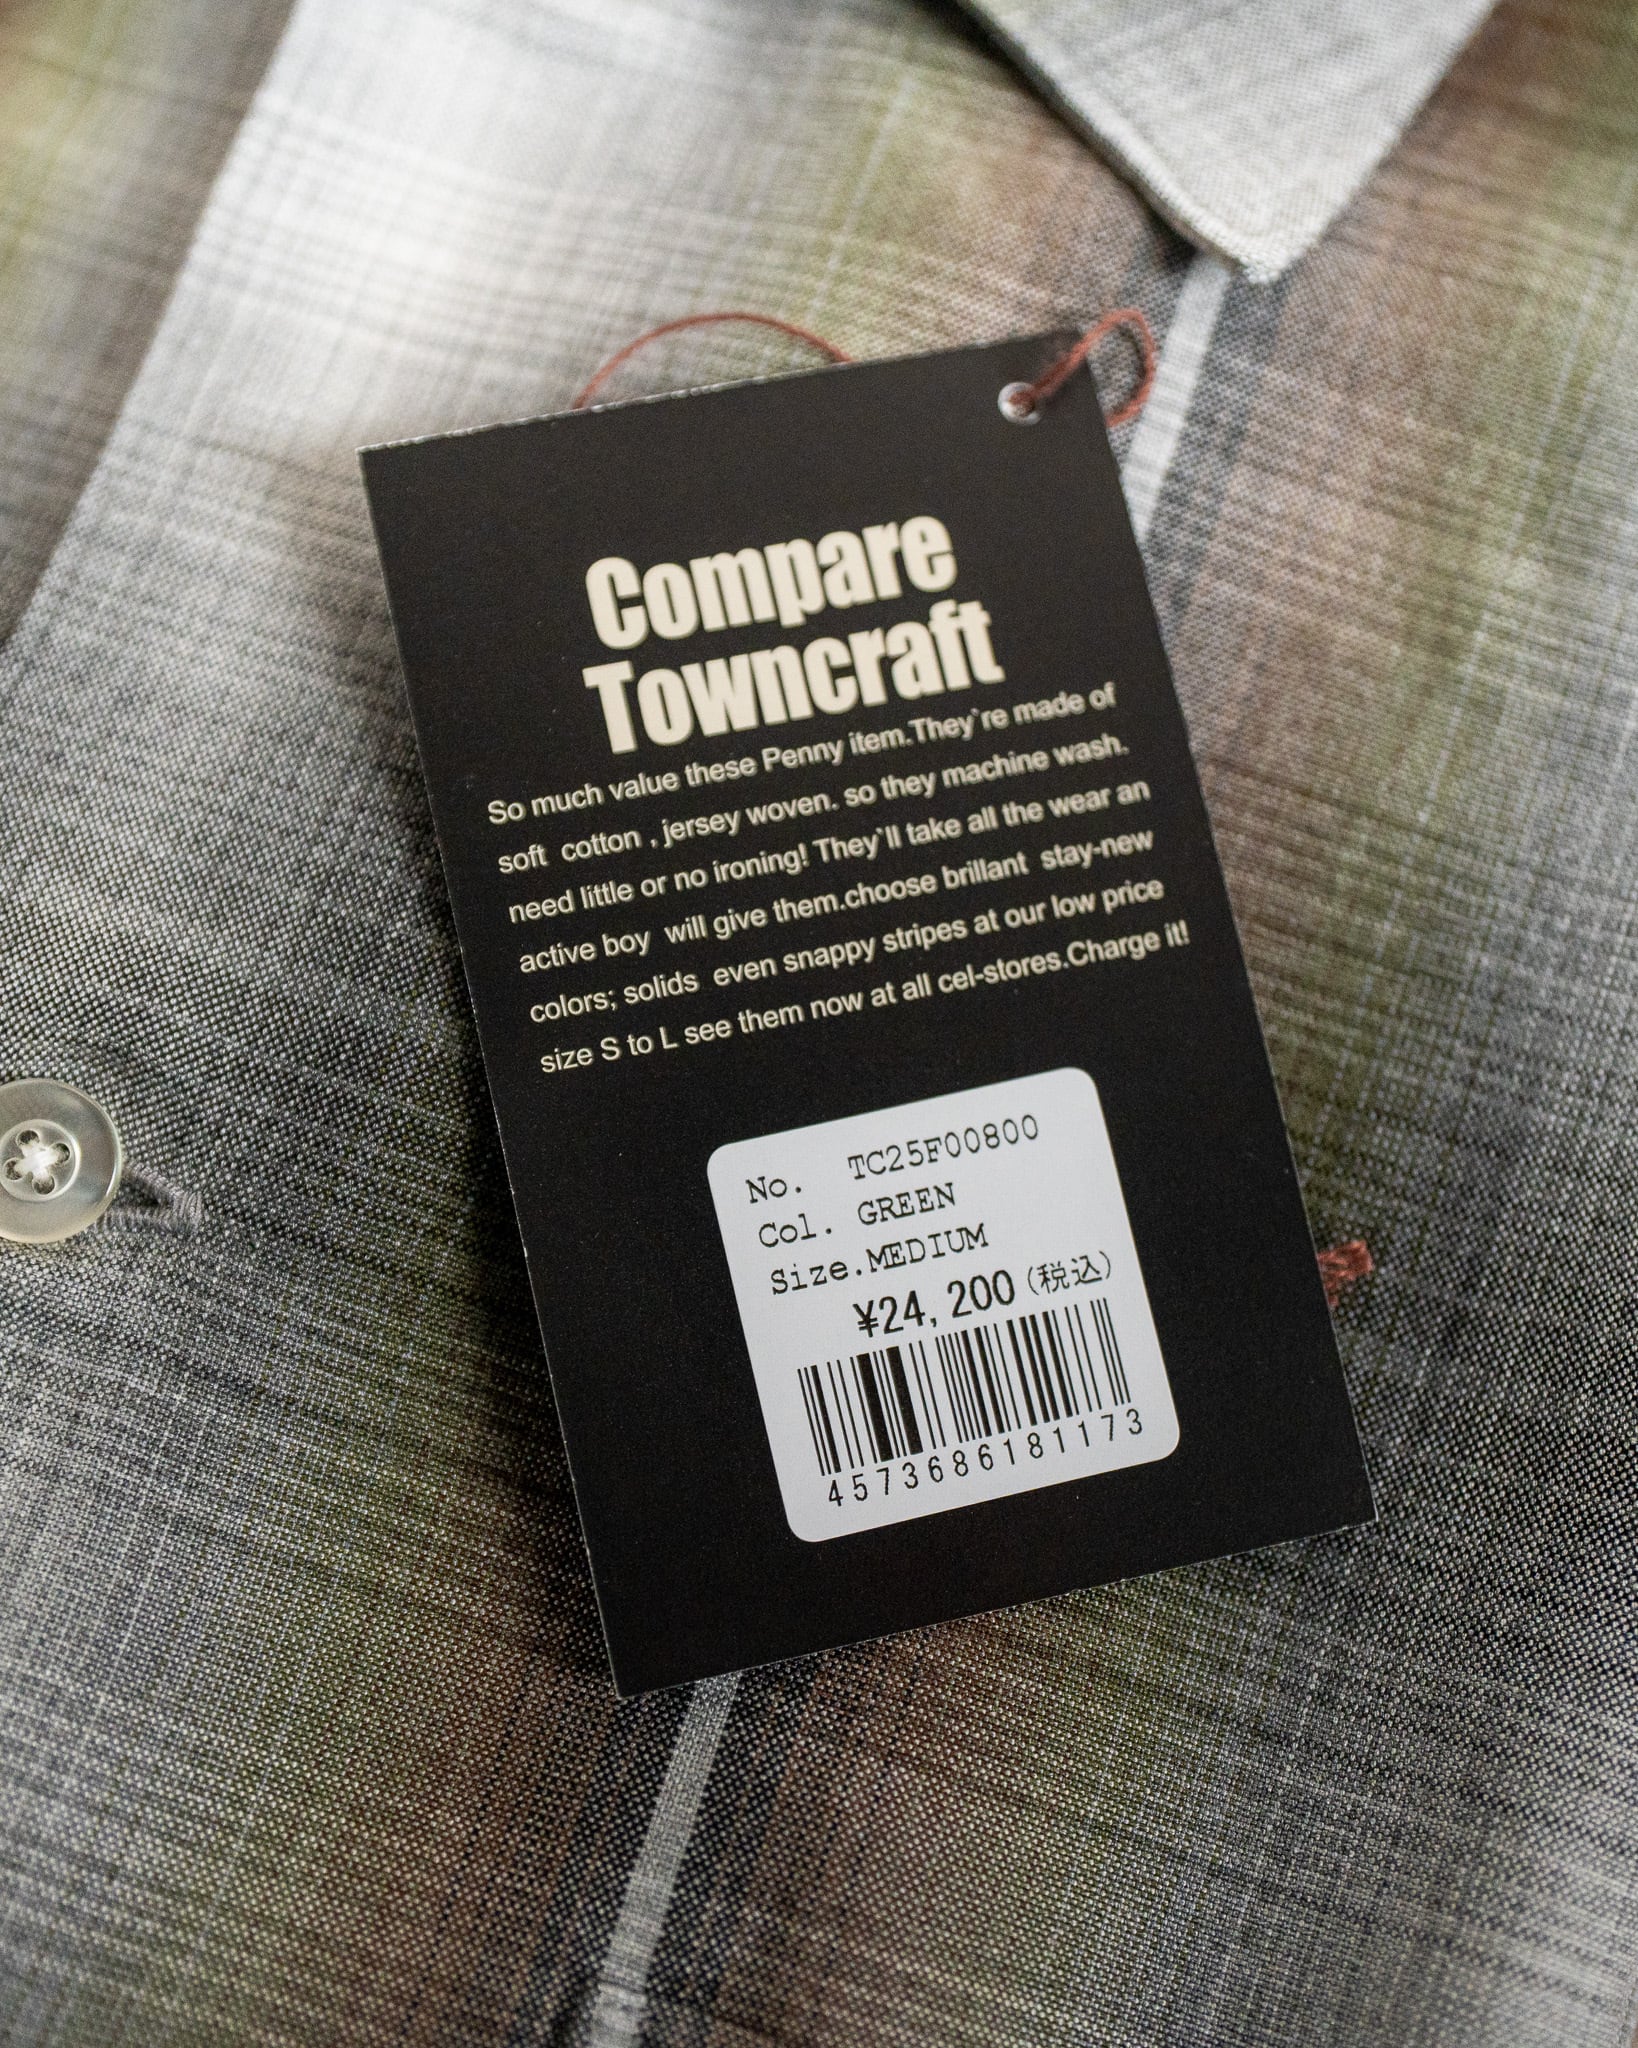 Compare
Towncraft
So much value these Penny item.They`re made of
soft cotton , jersey woven. so they machine wash.
need little or no ironing! They`ll take all the wear an
active boy will give them.choose brillant stay-new
colors; solids even snappy stripes at our low price
size S to L see them now at all cel-stores.Charge it!
No. TC25F00800
Col. GREEN
Size.MEDIUM
¥24,200(税込)
4573686181173